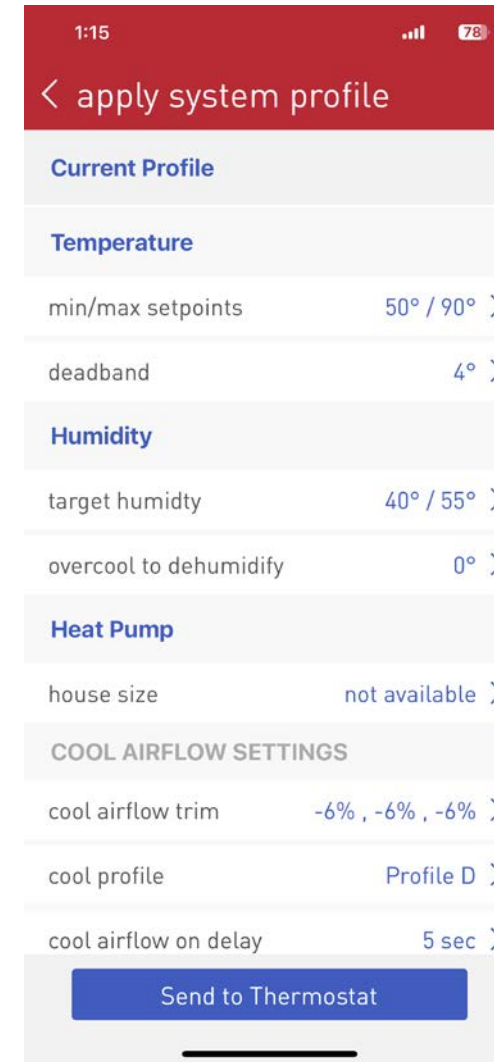 1:15 78
apply system profile
Current Profile
Temperature
min/max setpoints 50° / 90°
deadband 4°
Humidity
target humidty 40° / 55°
overcool to dehumidify 0°
Heat Pump
house size not available
COOL AIRFLOW SETTINGS
cool airflow trim -6% , -6% , -6%
cool profile Profile D
cool airflow on delay 5 sec
Send to Thermostat